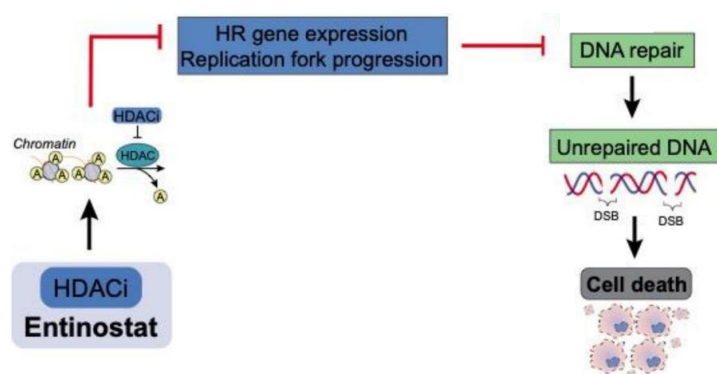 HR gene expression
Replication fork progression
DNA repair
HDACi
Chromatin
HDAC
A
A
A
A
A
A
A
Unrepaired DNA
DSB
DSB
HDACi
Entinostat
Cell death